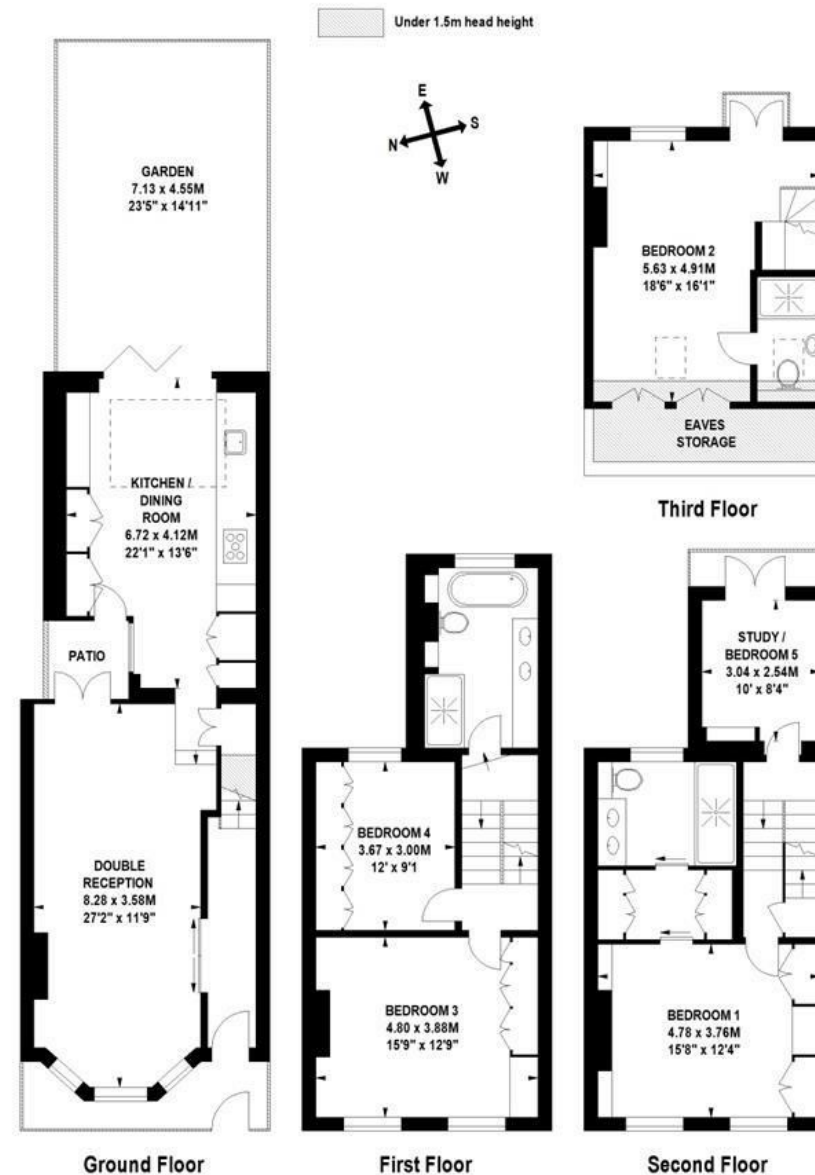 Under 1.5m head height
E
S
N
W
GARDEN
7.13 x 4.55M
23'5" x 14'11"
KITCHEN /
DINING
ROOM
6.72 x 4.12M
22'1" x 13'6"
PATIO
DOUBLE
RECEPTION
8.28 x 3.58M
27'2" x 11'9"
Ground Floor
BEDROOM 4
3.67 x 3.00M
12' x 9'1
BEDROOM 3
4.80 x 3.88M
15'9" x 12'9"
First Floor
BEDROOM 2
5.63 x 4.91M
18'6" x 16'1"
EAVES
STORAGE
Third Floor
STUDY /
BEDROOM 5
3.04 x 2.54M
10' x 8'4"
BEDROOM 1
4.78 x 3.76M
15'8" x 12'4"
Second Floor